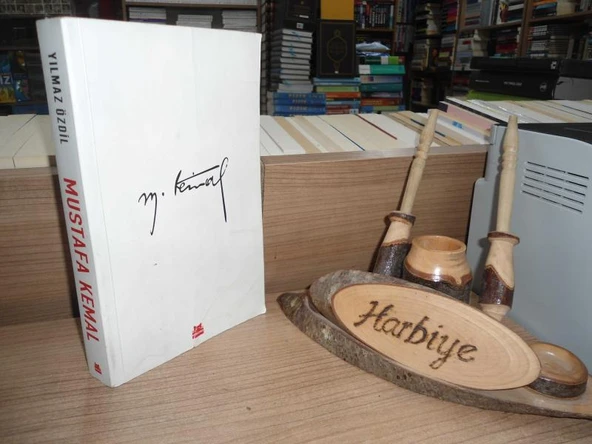 YILMAZ ÖZDİL
MUSTAFA KEMAL
M. Kemal
Harbiye